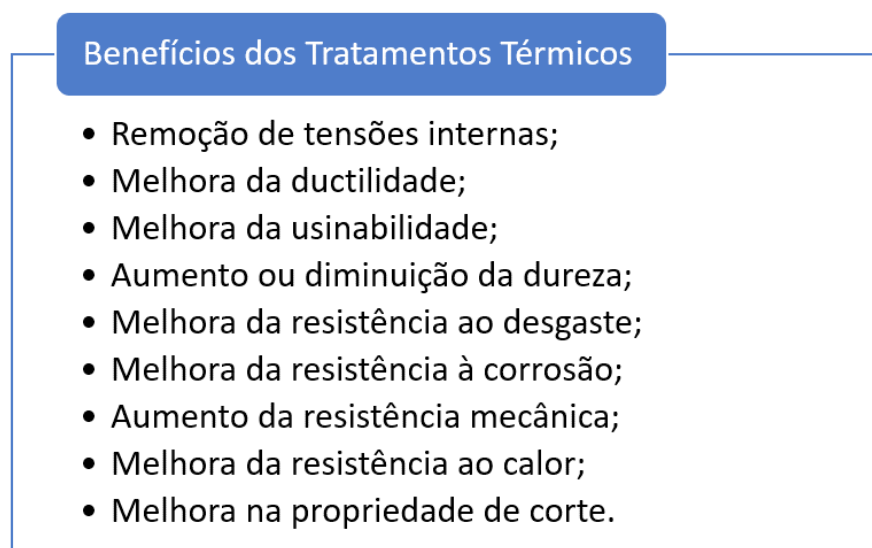 Benefícios dos Tratamentos Térmicos
• Remoção de tensões internas;
• Melhora da ductilidade;
• Melhora da usinabilidade;
• Aumento ou diminuição da dureza;
• Melhora da resistência ao desgaste;
• Melhora da resistência à corrosão;
• Aumento da resistência mecânica;
• Melhora da resistência ao calor;
• Melhora na propriedade de corte.